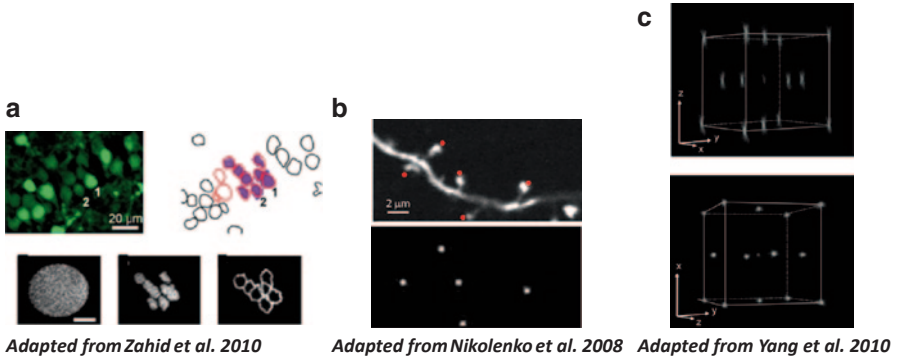 a
1
2
20 µm
1
2
Adapted from Zahid et al. 2010
b
2 µm
Adapted from Nikolenko et al. 2008
c
z
y
x
x
y
z
Adapted from Yang et al. 2010